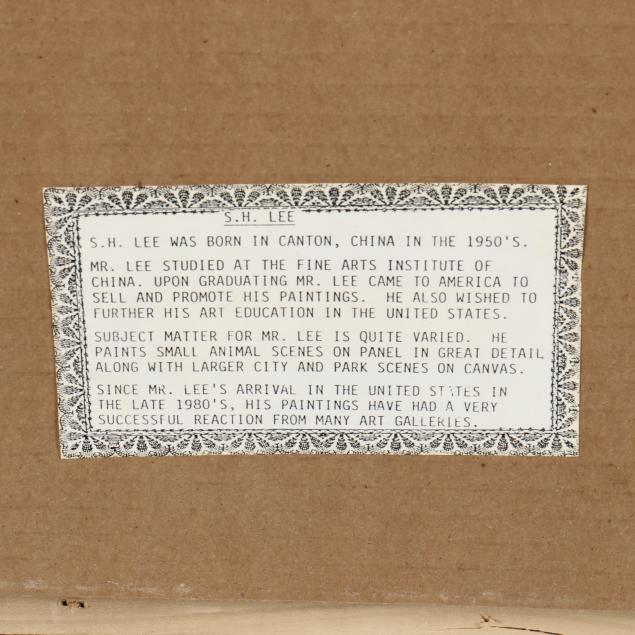 S.H. LEE
S.H. LEE WAS BORN IN CANTON, CHINA IN THE 1950'S.
MR. LEE STUDIED AT THE FINE ARTS INSTITUTE OF
CHINA. UPON GRADUATING MR. LEE CAME TO AMERICA TO
SELL AND PROMOTE HIS PAINTINGS. HE ALSO WISHED TO
FURTHER HIS ART EDUCATION IN THE UNITED STATES.
SUBJECT MATTER FOR MR. LEE IS QUITE VARIED. HE
PAINTS SMALL ANIMAL SCENES ON PANEL IN GREAT DETAIL
ALONG WITH LARGER CITY AND PARK SCENES ON CANVAS.
SINCE MR. LEE'S ARRIVAL IN THE UNITED STATES IN
THE LATE 1980'S, HIS PAINTINGS HAVE HAD A VERY
SUCCESSFUL REACTION FROM MANY ART GALLERIES.